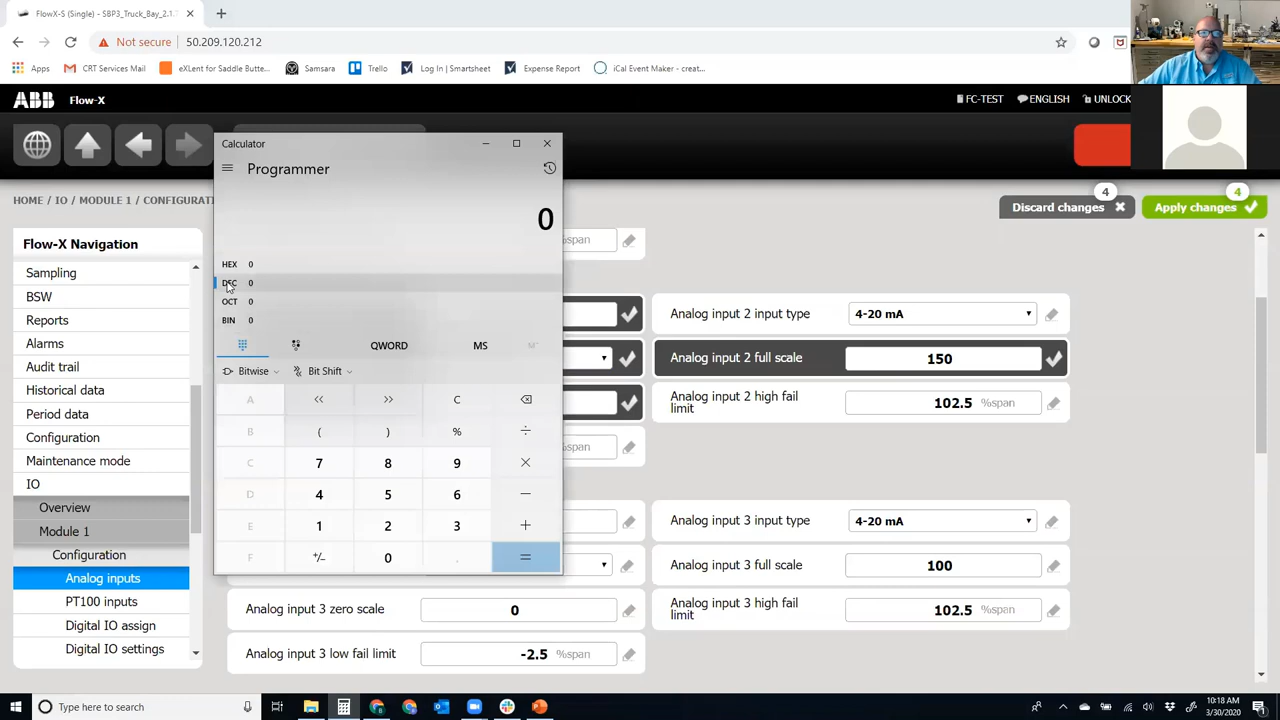 FlowX-S (Single) - SBP3_Truck_Bay_2.1.
Not secure 50.209.120.212
Apps CRT Services Mail eXLent for Saddle Butte... Samsara Trello Log In | Smartsheet Expense Report iCal Event Maker - creat...
ABB Flow-X FC-TEST ENGLISH UNLOCK
HOME / IO / MODULE 1 / CONFIGURAT
Discard changes 4
Apply changes 4
Flow-X Navigation
Sampling
BSW
Reports
Alarms
Audit trail
Historical data
Period data
Configuration
Maintenance mode
IO
Overview
Module 1
Configuration
Analog inputs
PT100 inputs
Digital IO assign
Digital IO settings
Calculator
Programmer
0
HEX 0
DEC 0
OCT 0
BIN 0
QWORD MS M˅
Bitwise Bit Shift
A << >> C
B ( ) % ÷
C 7 8 9 ×
D 4 5 6 −
E 1 2 3 +
F +/− 0 . =
%span
Analog input 2 input type 4-20 mA
Analog input 2 full scale 150
Analog input 2 high fail
limit 102.5 %span
%span
Analog input 3 input type 4-20 mA
Analog input 3 full scale 100
Analog input 3 zero scale 0
Analog input 3 high fail
limit 102.5 %span
Analog input 3 low fail limit -2.5 %span
Type here to search
10:18 AM
3/30/2020